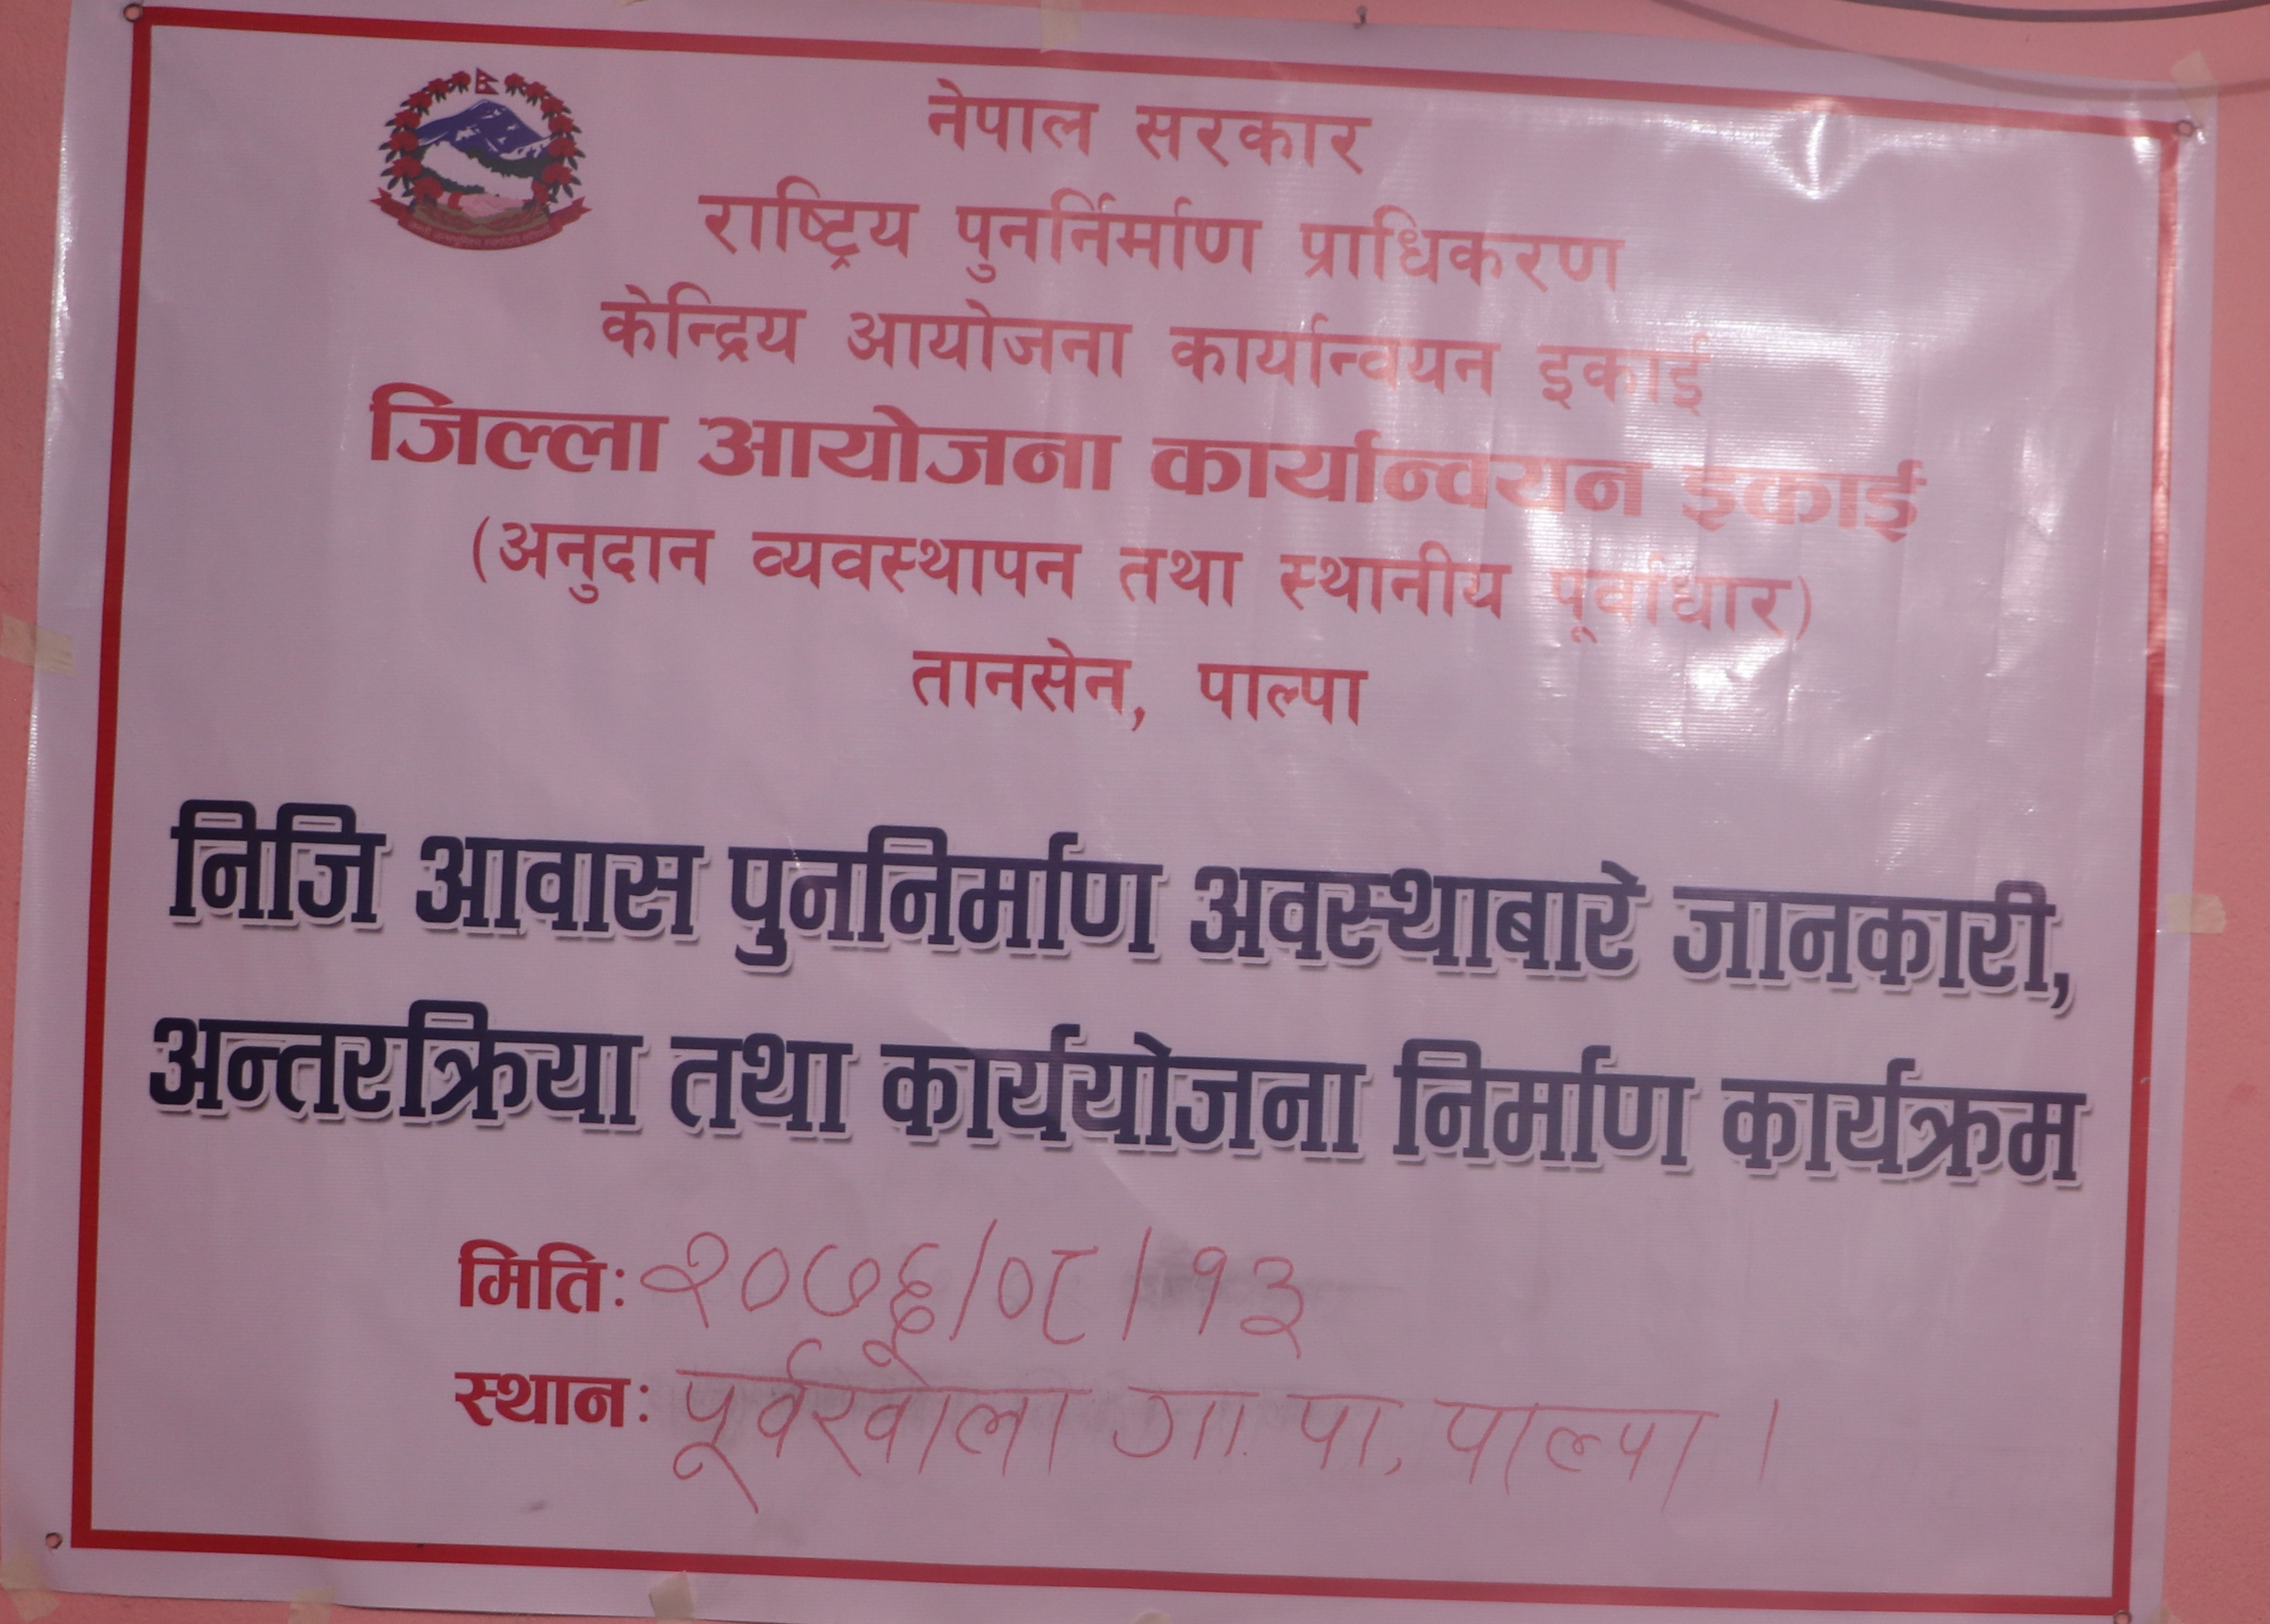 नेपाल सरकार
राष्ट्रिय पुनर्निर्माण प्राधिकरण
केन्द्रिय आयोजना कार्यान्वयन इकाई
जिल्ला आयोजना कार्यान्वयन इकाई
(अनुदान व्यवस्थापन तथा स्थानीय पूर्वाधार)
तानसेन, पाल्पा
निजि आवास पुननिर्माण अवस्थाबारे जानकारी,
अन्तरक्रिया तथा कार्ययोजना निर्माण कार्यक्रम
मिति: २०७६/०८/१३
स्थान: पूर्वखोला गा. पा, पाल्पा ।